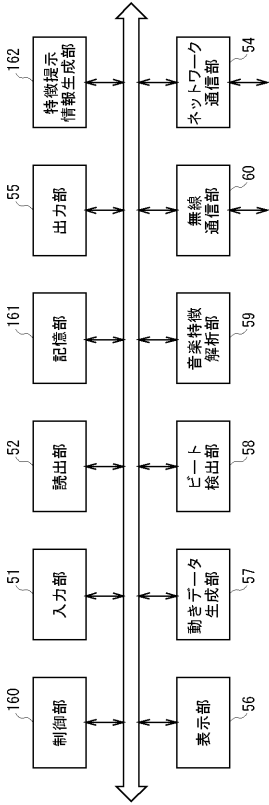 160
制御部
51
入力部
52
読出部
161
記憶部
55
出力部
162
特徴提示
情報生成部
表示部
56
動きデータ
生成部
57
ビート
検出部
58
音楽特徴
解析部
59
無線
通信部
60
ネットワーク
通信部
54